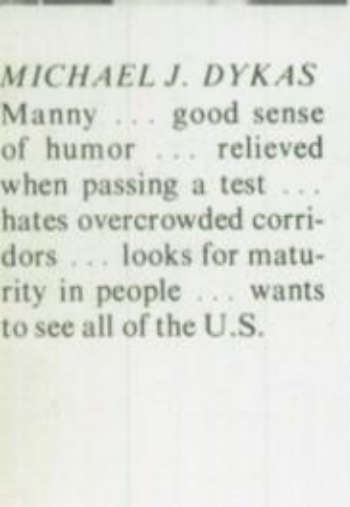 MICHAEL J. DYKAS
Manny ... good sense
of humor ... relieved
when passing a test ...
hates overcrowded corri-
dors ... looks for matu-
rity in people ... wants
to see all of the U.S.